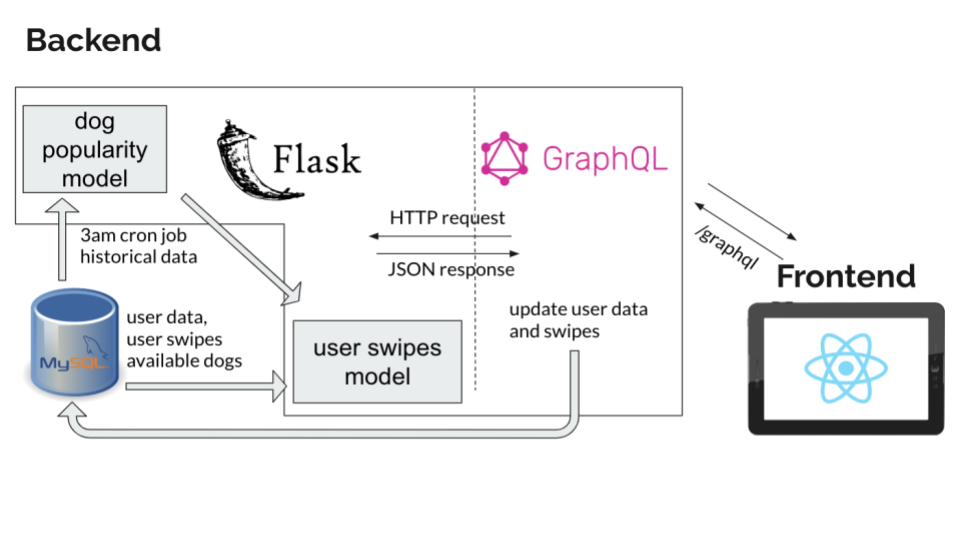 Backend
dog
popularity
model
Flask
GraphQL
HTTP request
JSON response
/graphql
3am cron job
historical data
Frontend
MySQL
user data,
user swipes
available dogs
user swipes
model
update user data
and swipes